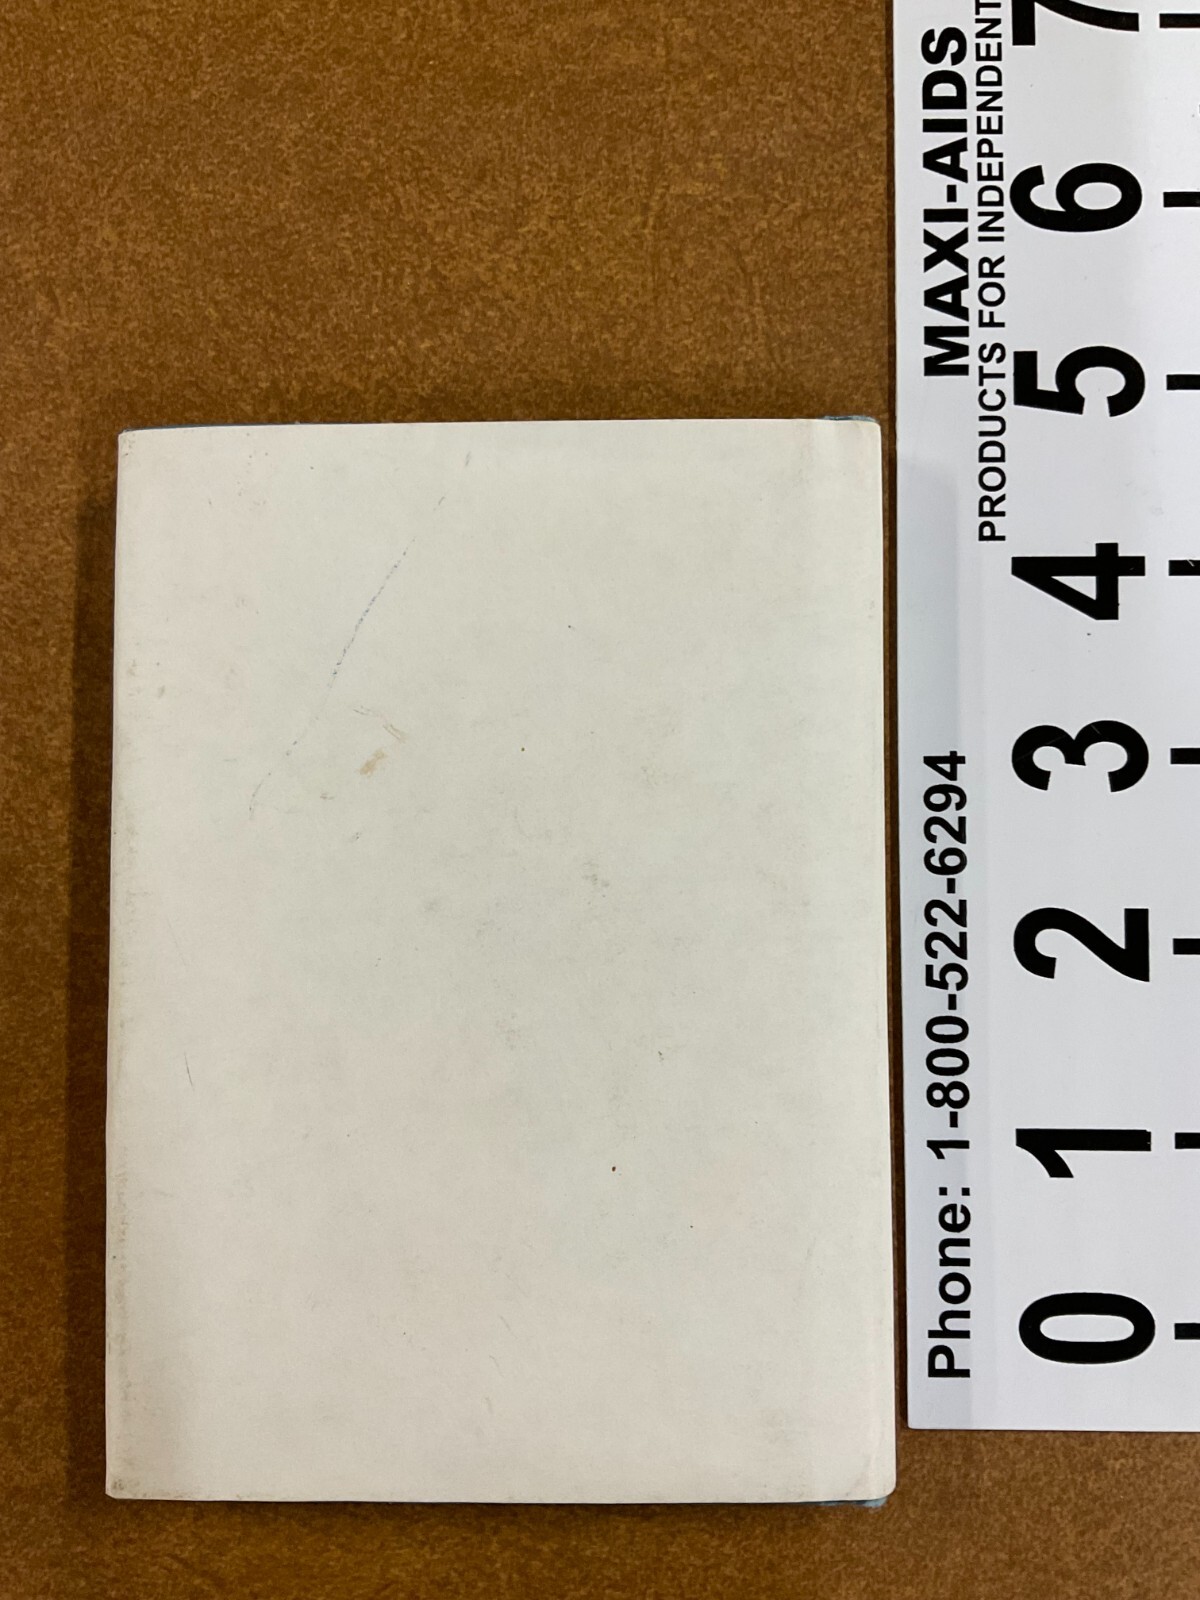 MAXI-AIDS
PRODUCTS FOR INDEPENDENT
Phone: 1-800-522-6294
0 1 2 3 4 5 6 7